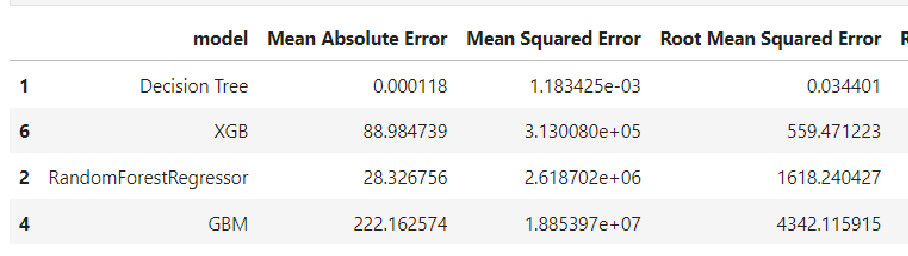 model Mean Absolute Error Mean Squared Error Root Mean Squared Error
1 Decision Tree 0.000118 1.183425e-03 0.034401
6 XGB 88.984739 3.130080e+05 559.471223
2 RandomForestRegressor 28.326756 2.618702e+06 1618.240427
4 GBM 222.162574 1.885397e+07 4342.115915